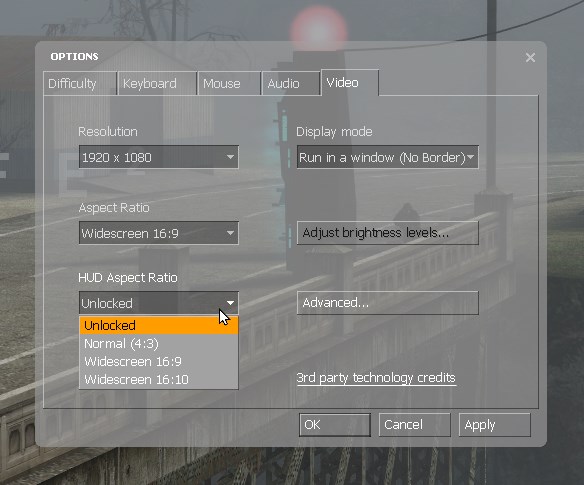 OPTIONS
Difficulty
Keyboard
Mouse
Audio
Video
Resolution
1920 x 1080
Display mode
Run in a window (No Border)
Aspect Ratio
Widescreen 16:9
Adjust brightness levels...
HUD Aspect Ratio
Unlocked
Advanced...
Unlocked
Normal (4:3)
Widescreen 16:9
Widescreen 16:10
3rd party technology credits
OK
Cancel
Apply